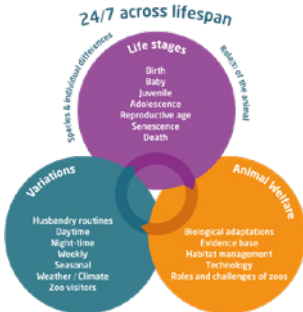 24/7 across lifespan
Species & individual differences
Role(s) of the animal
Life stages
Birth
Baby
Juvenile
Adolescence
Reproductive age
Senescence
Death
Variations
Husbandry routines
Daytime
Night-time
Weekly
Seasonal
Weather / Climate
Zoo visitors
Animal Welfare
Biological adaptations
Evidence base
Habitat management
Technology
Roles and challenges of zoos